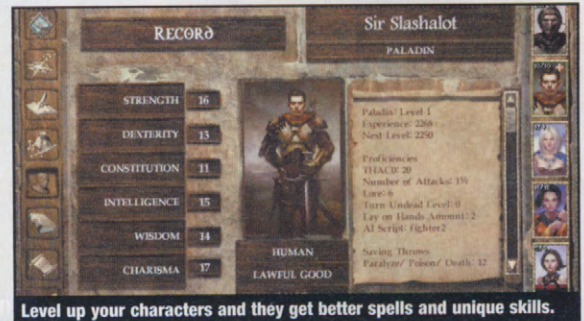 RECORD
Sir Slashalot
PALADIN
STRENGTH 16
DEXTERITY 13
CONSTITUTION 11
INTELLIGENCE 15
WISDOM 14
CHARISMA 17
HUMAN
LAWFUL GOOD
Paladin: Level 1
Experience: 2268
Next Level: 2250
Proficiencies
THAC0: 20
Number of Attacks:
Lore: 6
Turn Undead Level: 0
Lay on Hands Amount: 2
AI Script: fighter2
Saving Throws
Paralyze/ Poison/ Death: 12
Level up your characters and they get better spells and unique skills.